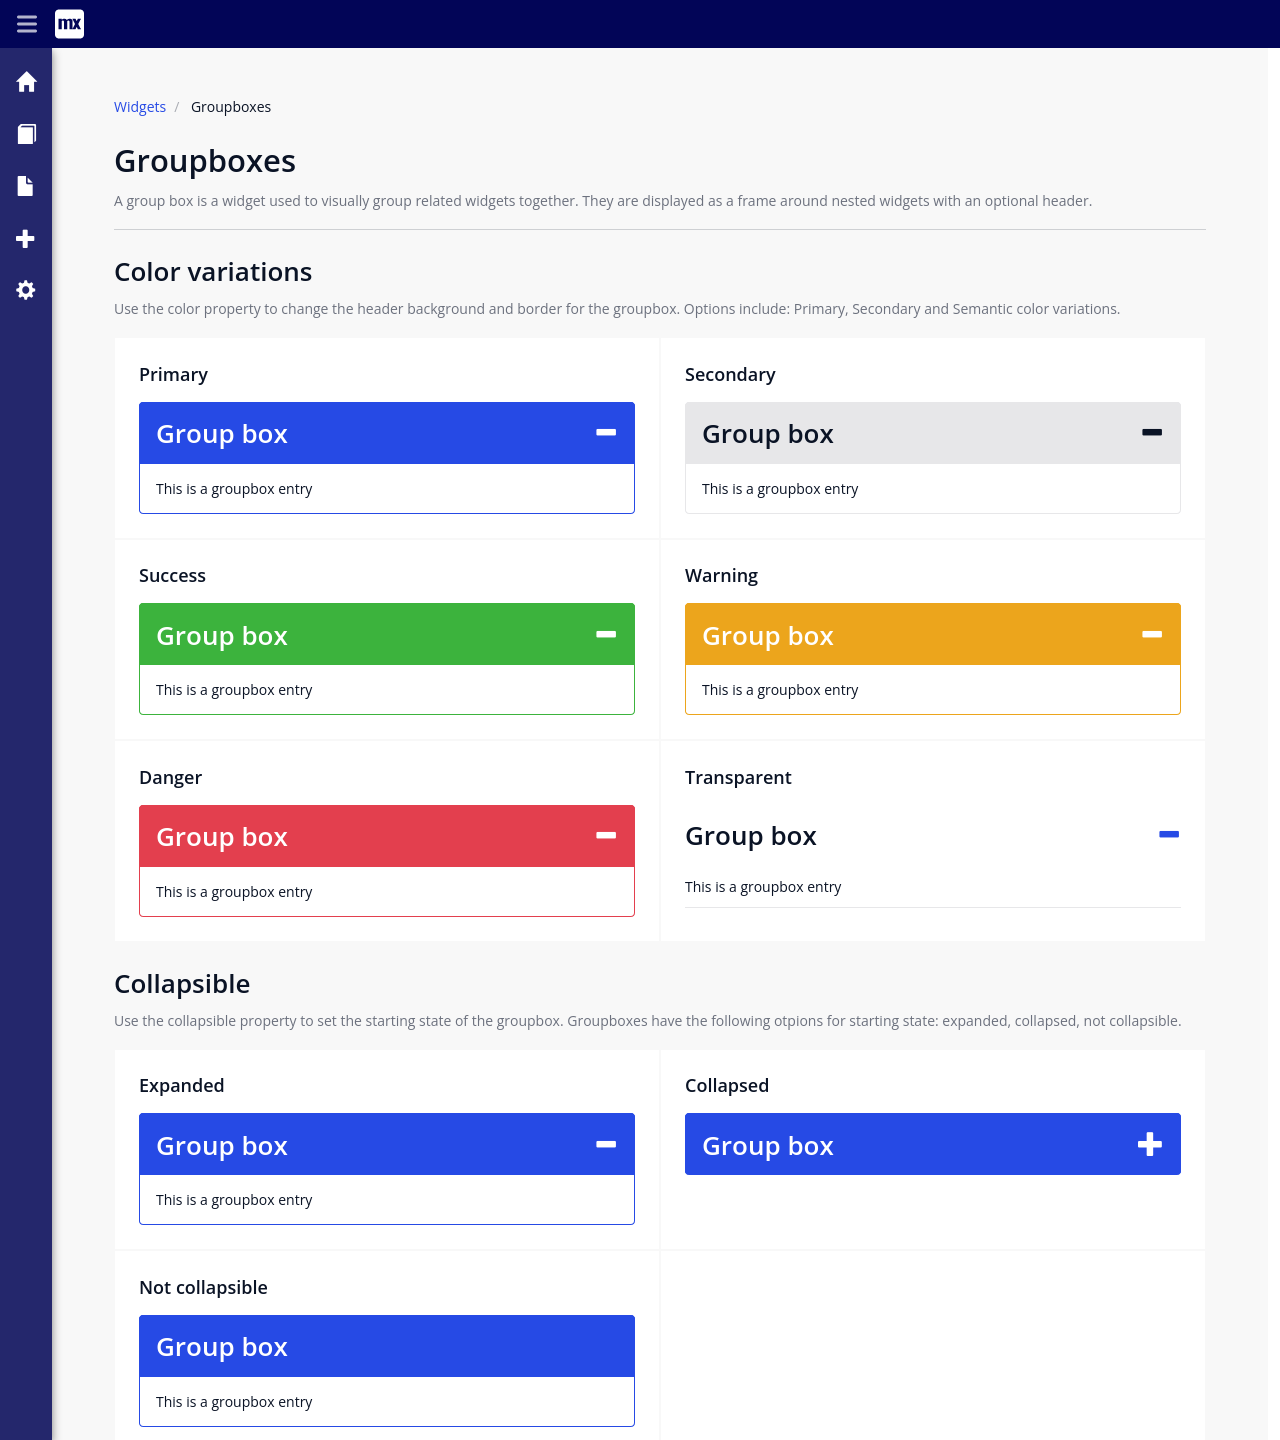 mx
Widgets / Groupboxes
Groupboxes
A group box is a widget used to visually group related widgets together. They are displayed as a frame around nested widgets with an optional header.
Color variations
Use the color property to change the header background and border for the groupbox. Options include: Primary, Secondary and Semantic color variations.
Primary
Group box
This is a groupbox entry
Secondary
Group box
This is a groupbox entry
Success
Group box
This is a groupbox entry
Warning
Group box
This is a groupbox entry
Danger
Group box
This is a groupbox entry
Transparent
Group box
This is a groupbox entry
Collapsible
Use the collapsible property to set the starting state of the groupbox. Groupboxes have the following otpions for starting state: expanded, collapsed, not collapsible.
Expanded
Group box
This is a groupbox entry
Collapsed
Group box
Not collapsible
Group box
This is a groupbox entry